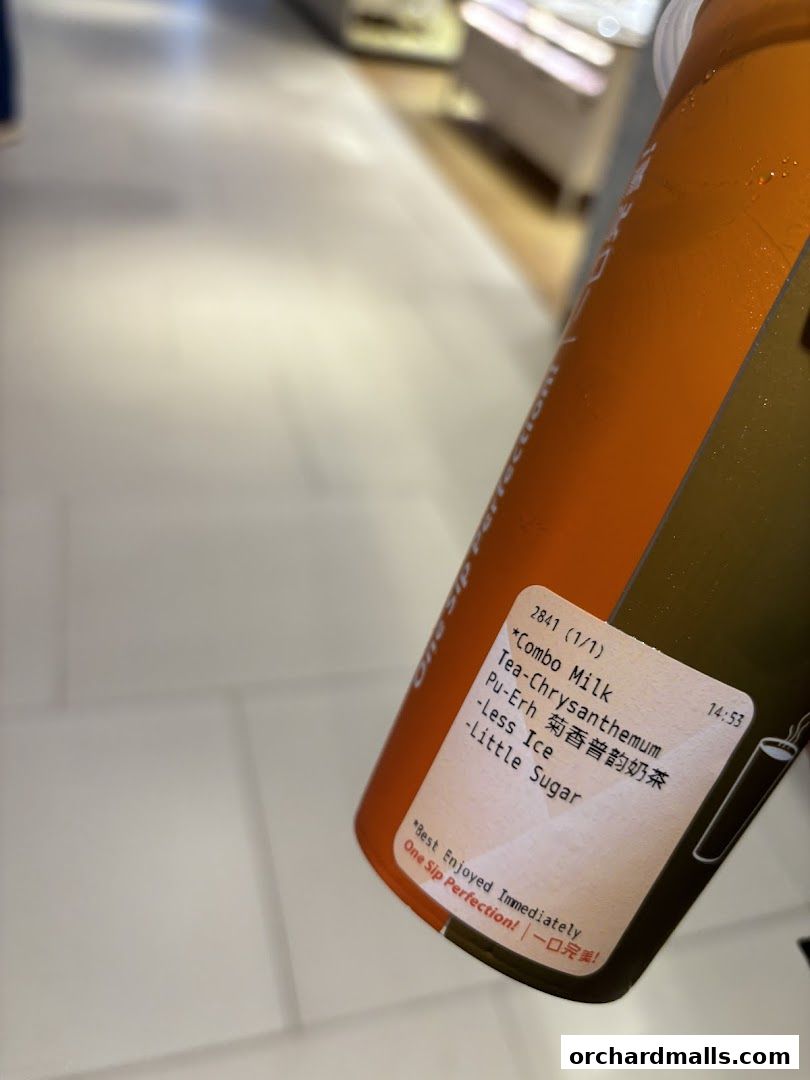 One Sip Perfection
2841 (1/1)
14:53
*Combo Milk
Tea-Chrysanthemum
Pu-Erh 菊香普韵奶茶
-Less Ice
-Little Sugar
*Best Enjoyed Immediately
One Sip Perfection! | 一口完美!
orchardmalls.com